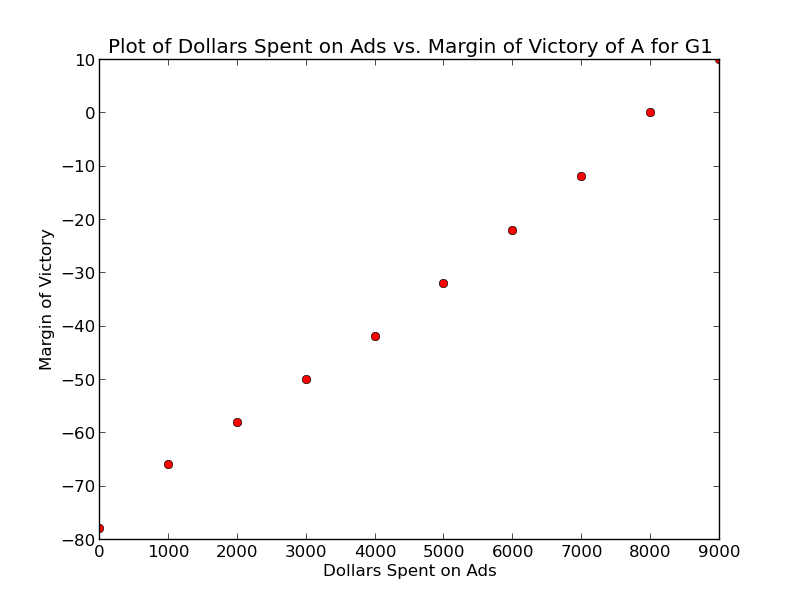 Plot of Dollars Spent on Ads vs. Margin of Victory of A for G1
10
0
−10
−20
−30
−40
−50
−60
−70
−80
Margin of Victory
0 1000 2000 3000 4000 5000 6000 7000 8000 9000
Dollars Spent on Ads